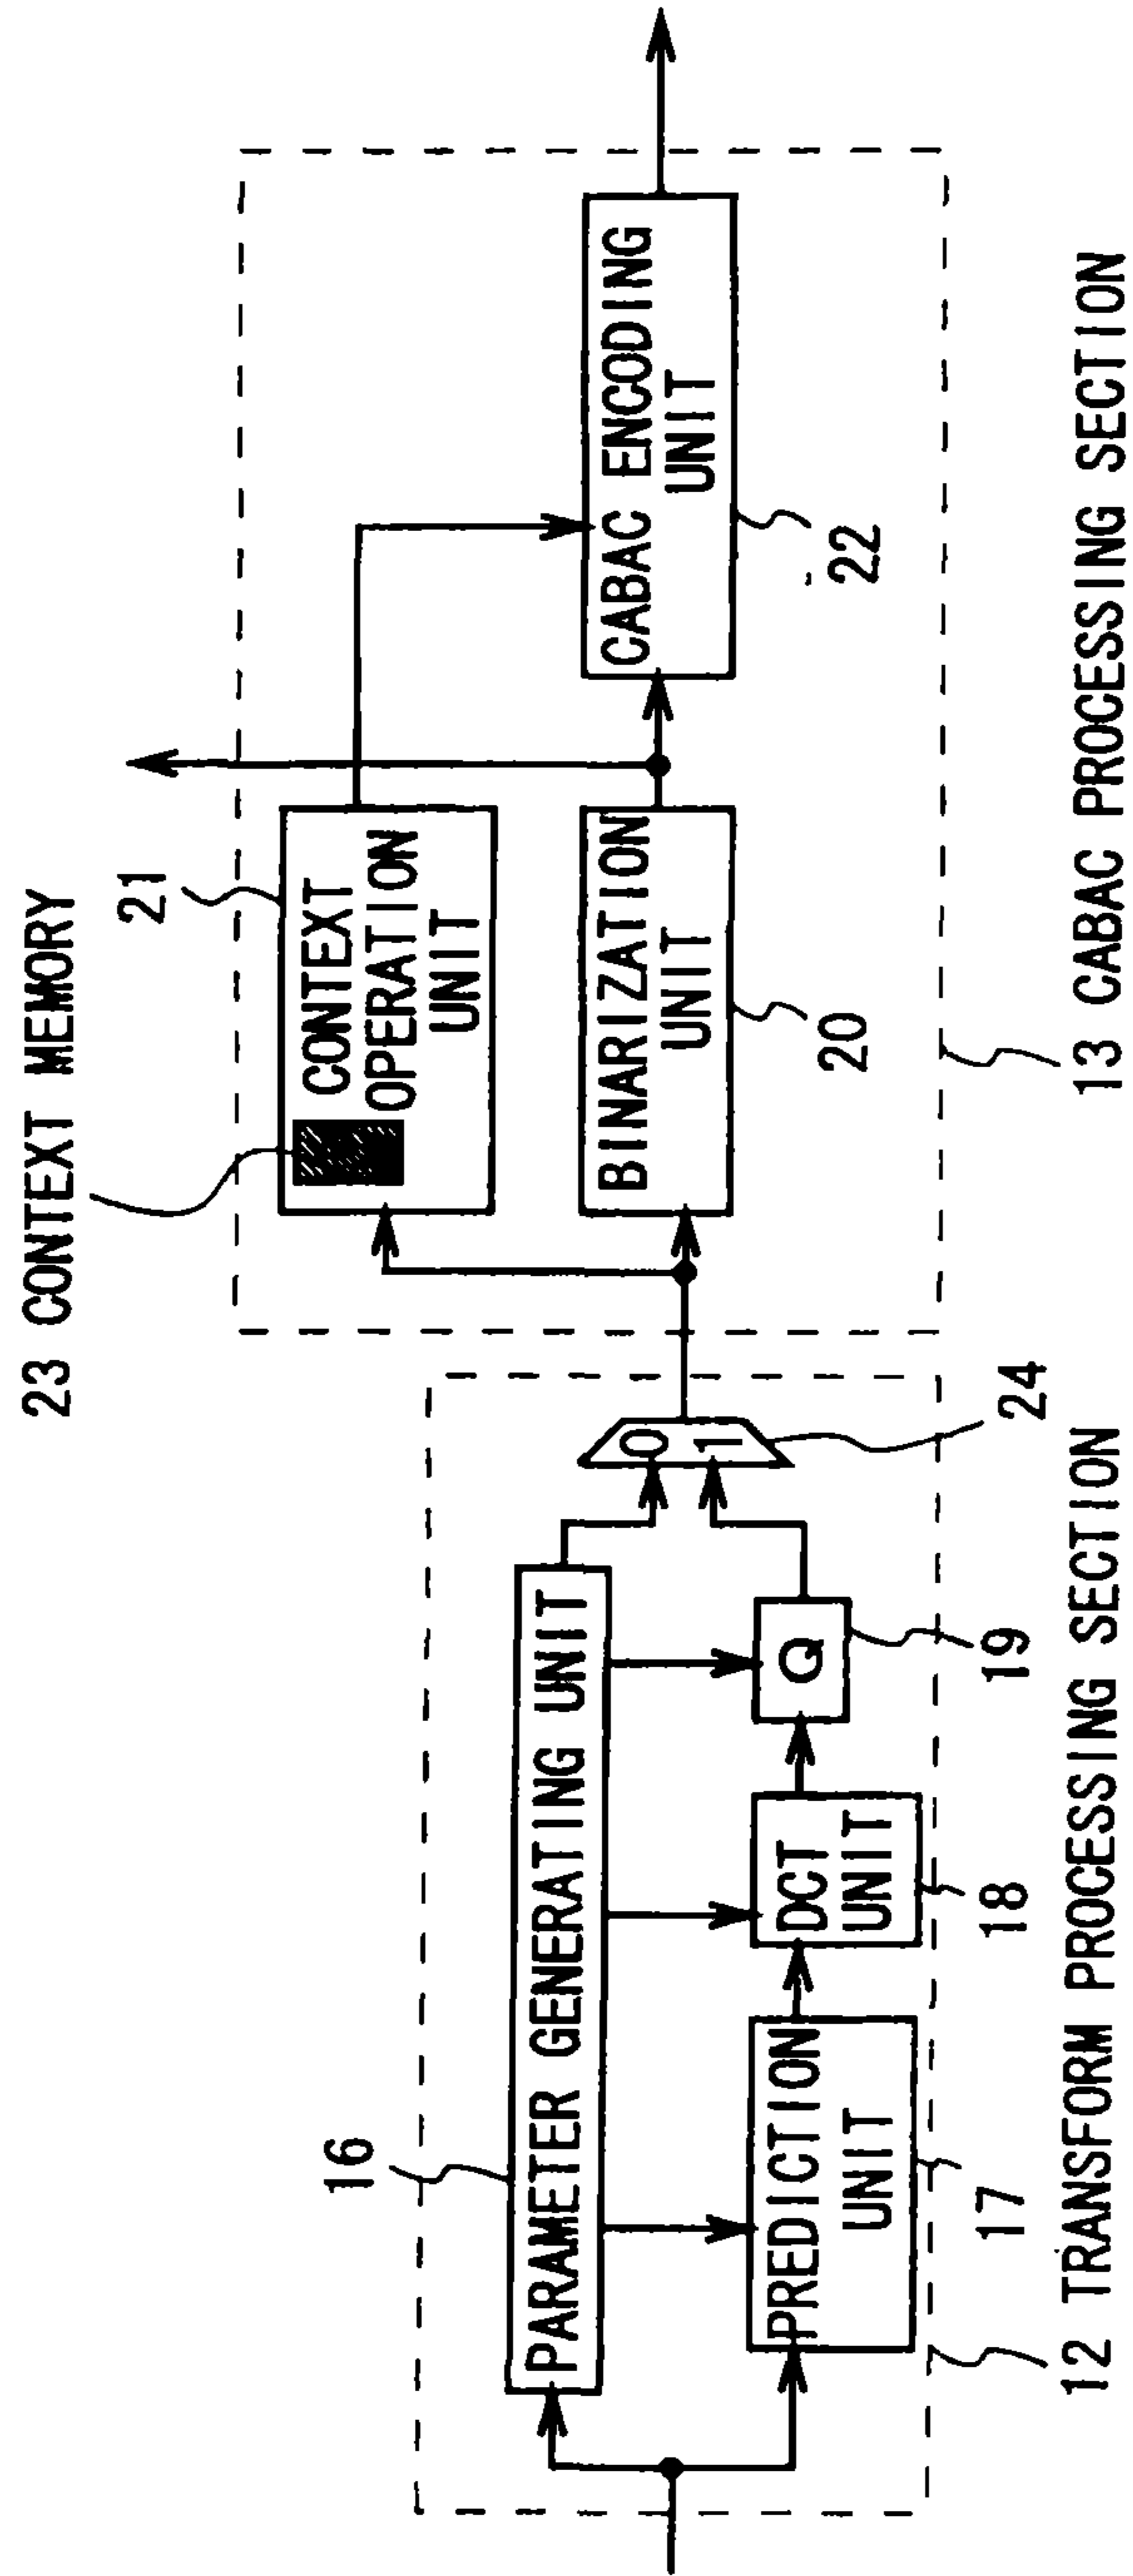 23 CONTEXT MEMORY
21
CONTEXT
OPERATION
UNIT
16
PARAMETER GENERATING UNIT
0
1
BINARIZATION
UNIT
20
CABAC ENCODING
UNIT
22
PREDICTION
UNIT
17
DCT
UNIT
18
Q
19
24
12 TRANSFORM PROCESSING SECTION
13 CABAC PROCESSING SECTION